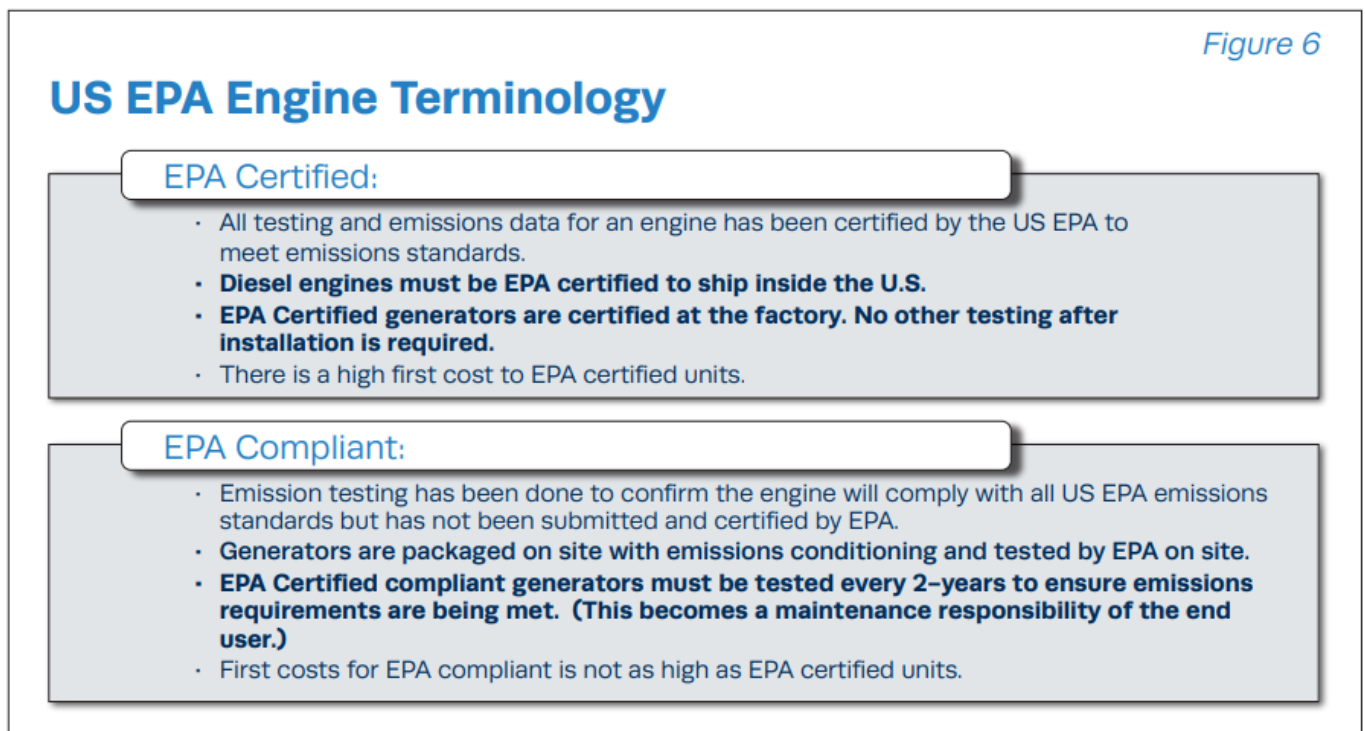 Figure 6
US EPA Engine Terminology
EPA Certified:
· All testing and emissions data for an engine has been certified by the US EPA to
meet emissions standards.
· Diesel engines must be EPA certified to ship inside the U.S.
· EPA Certified generators are certified at the factory. No other testing after
installation is required.
· There is a high first cost to EPA certified units.
EPA Compliant:
· Emission testing has been done to confirm the engine will comply with all US EPA emissions
standards but has not been submitted and certified by EPA.
· Generators are packaged on site with emissions conditioning and tested by EPA on site.
· EPA Certified compliant generators must be tested every 2-years to ensure emissions
requirements are being met. (This becomes a maintenance responsibility of the end
user.)
· First costs for EPA compliant is not as high as EPA certified units.